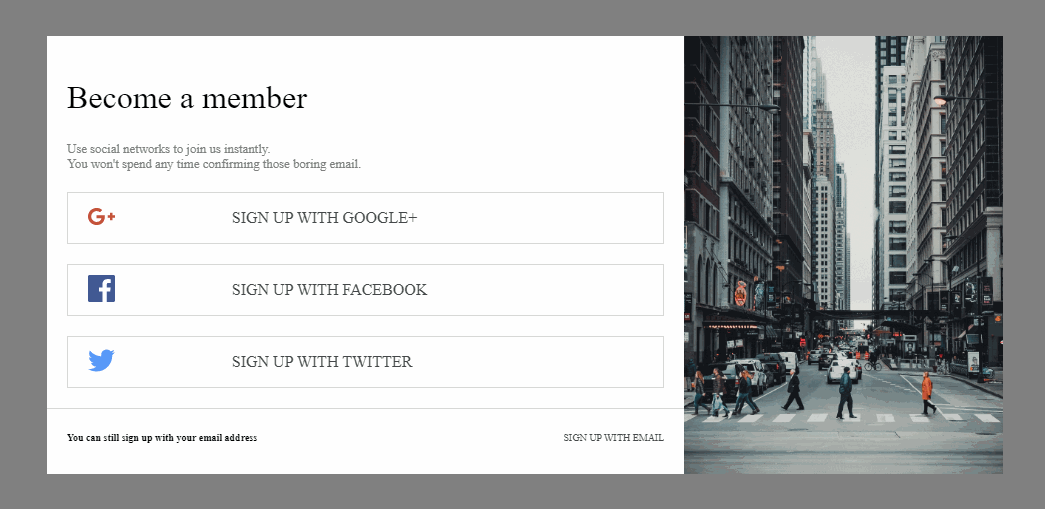 Become a member
Use social networks to join us instantly.
You won't spend any time confirming those boring email.
SIGN UP WITH GOOGLE+
SIGN UP WITH FACEBOOK
SIGN UP WITH TWITTER
You can still sign up with your email address
SIGN UP WITH EMAIL